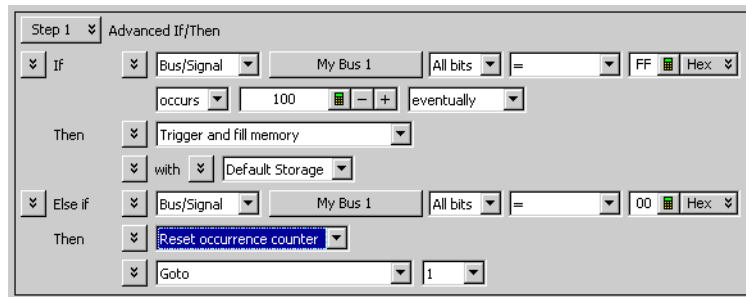 Step 1 Advanced If/Then
If Bus/Signal My Bus 1 All bits = FF Hex
occurs 100 - + eventually
Then Trigger and fill memory
with Default Storage
Else if Bus/Signal My Bus 1 All bits = 00 Hex
Then Reset occurrence counter
Goto 1